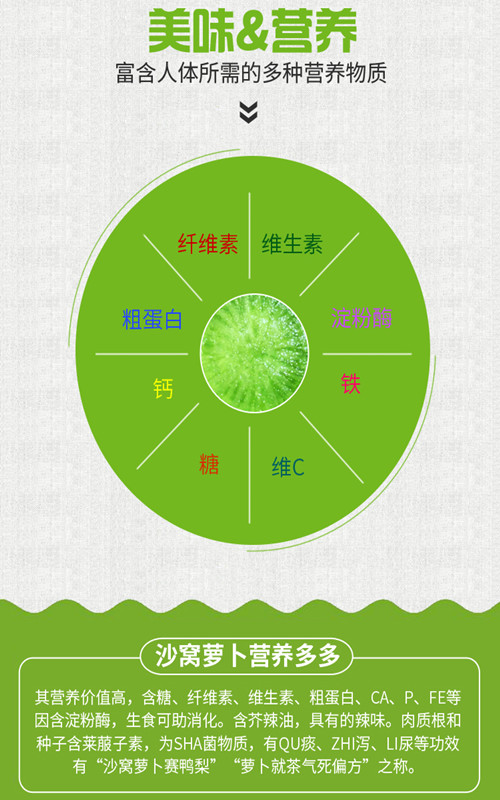 美味&营养
富含人体所需的多种营养物质
纤维素 维生素
粗蛋白 淀粉酶
钙 铁
糖 维C
沙窝萝卜营养多多
其营养价值高，含糖、纤维素、维生素、粗蛋白、CA、P、FE等
因含淀粉酶，生食可助消化。含芥辣油，具有的辣味。肉质根和
种子含莱菔子素，为SHA菌物质，有QU痰、ZHI泻、LI尿等功效
有“沙窝萝卜赛鸭梨”“萝卜就茶气死偏方”之称。